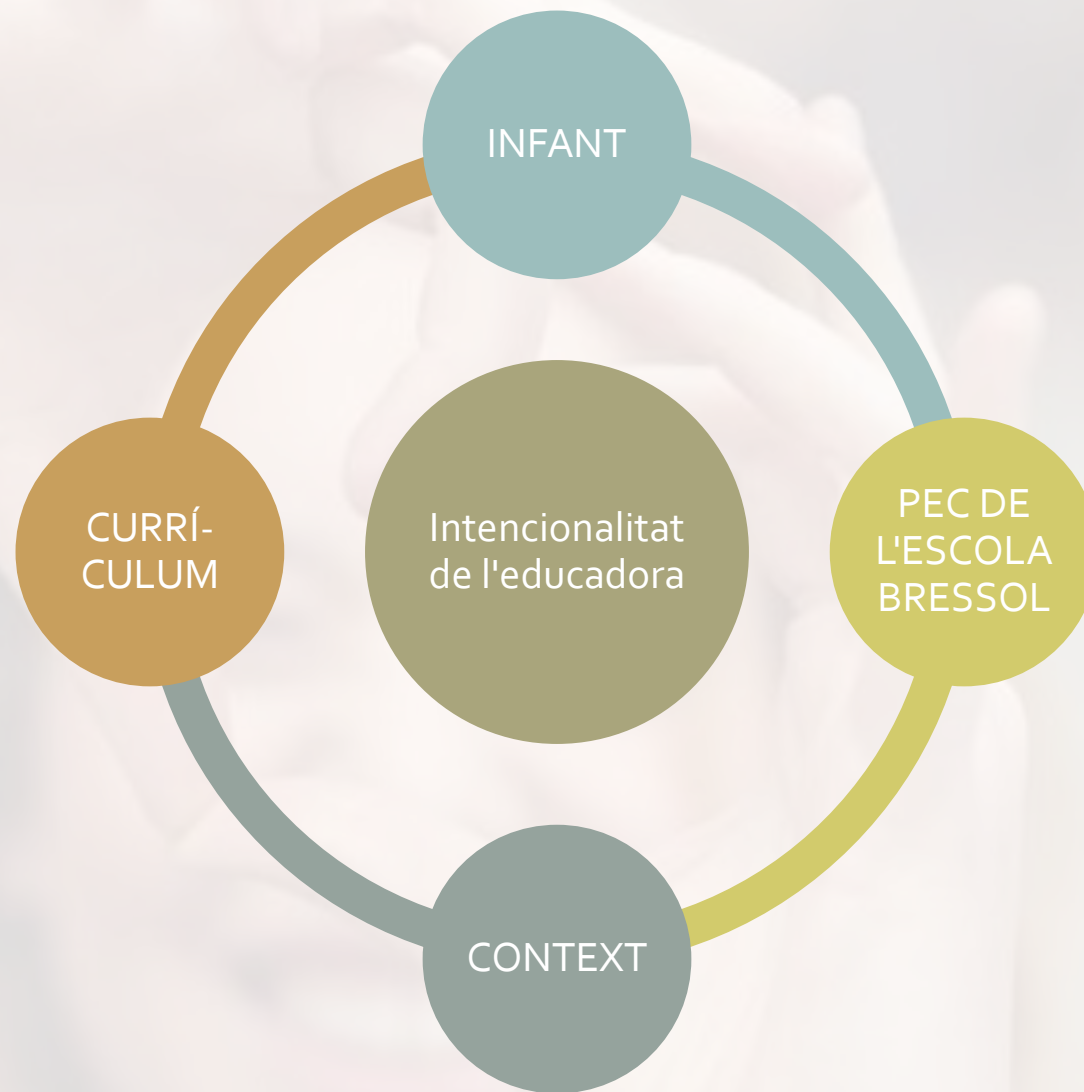 INFANT
CURRÍ-
CULUM
Intencionalitat
de l'educadora
PEC DE
L'ESCOLA
BRESSOL
CONTEXT